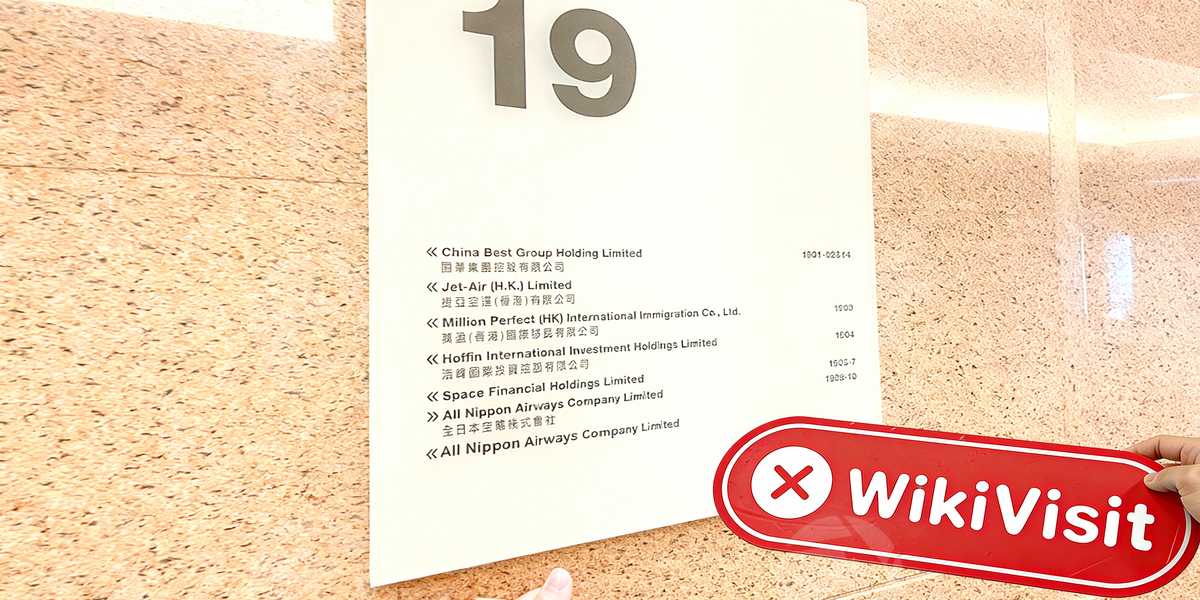 19
« China Best Group Holding Limited
1901-02&14
國華集團控股有限公司
« Jet-Air (H.K.) Limited
捷亞空運(香港)有限公司
« Million Perfect (HK) International Immigration Co., Ltd.
1903
(香港)國際移民有限公司
« Hoffin International Investment Holdings Limited
1904
國際投資控股有限公司
« Space Financial Holdings Limited
1905-7
» All Nippon Airways Company Limited
1908-10
全日本空輸株式會社
« All Nippon Airways Company Limited
WikiVisit